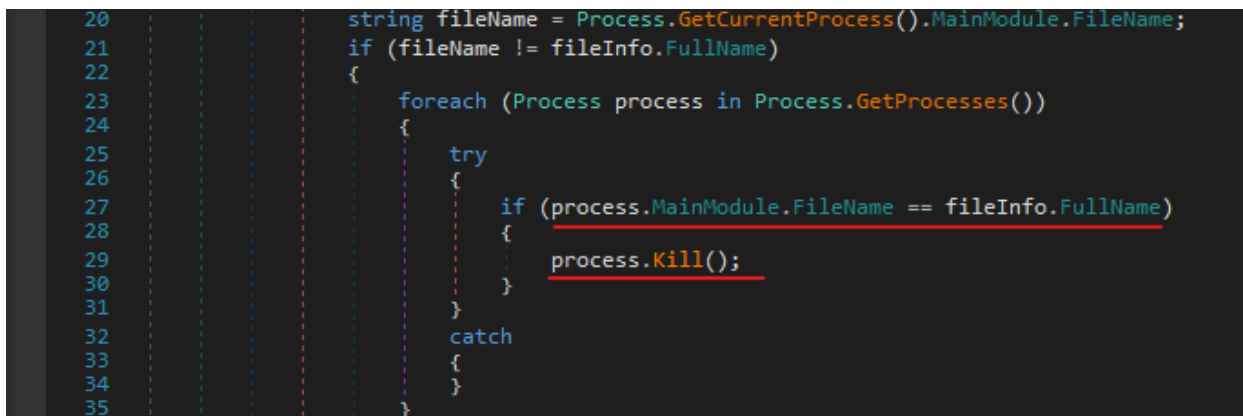 20 string fileName = Process.GetCurrentProcess().MainModule.FileName;
21 if (fileName != fileInfo.FullName)
22 {
23 foreach (Process process in Process.GetProcesses())
24 {
25 try
26 {
27 if (process.MainModule.FileName == fileInfo.FullName)
28 {
29 process.Kill();
30 }
31 }
32 catch
33 {
34 }
35 }